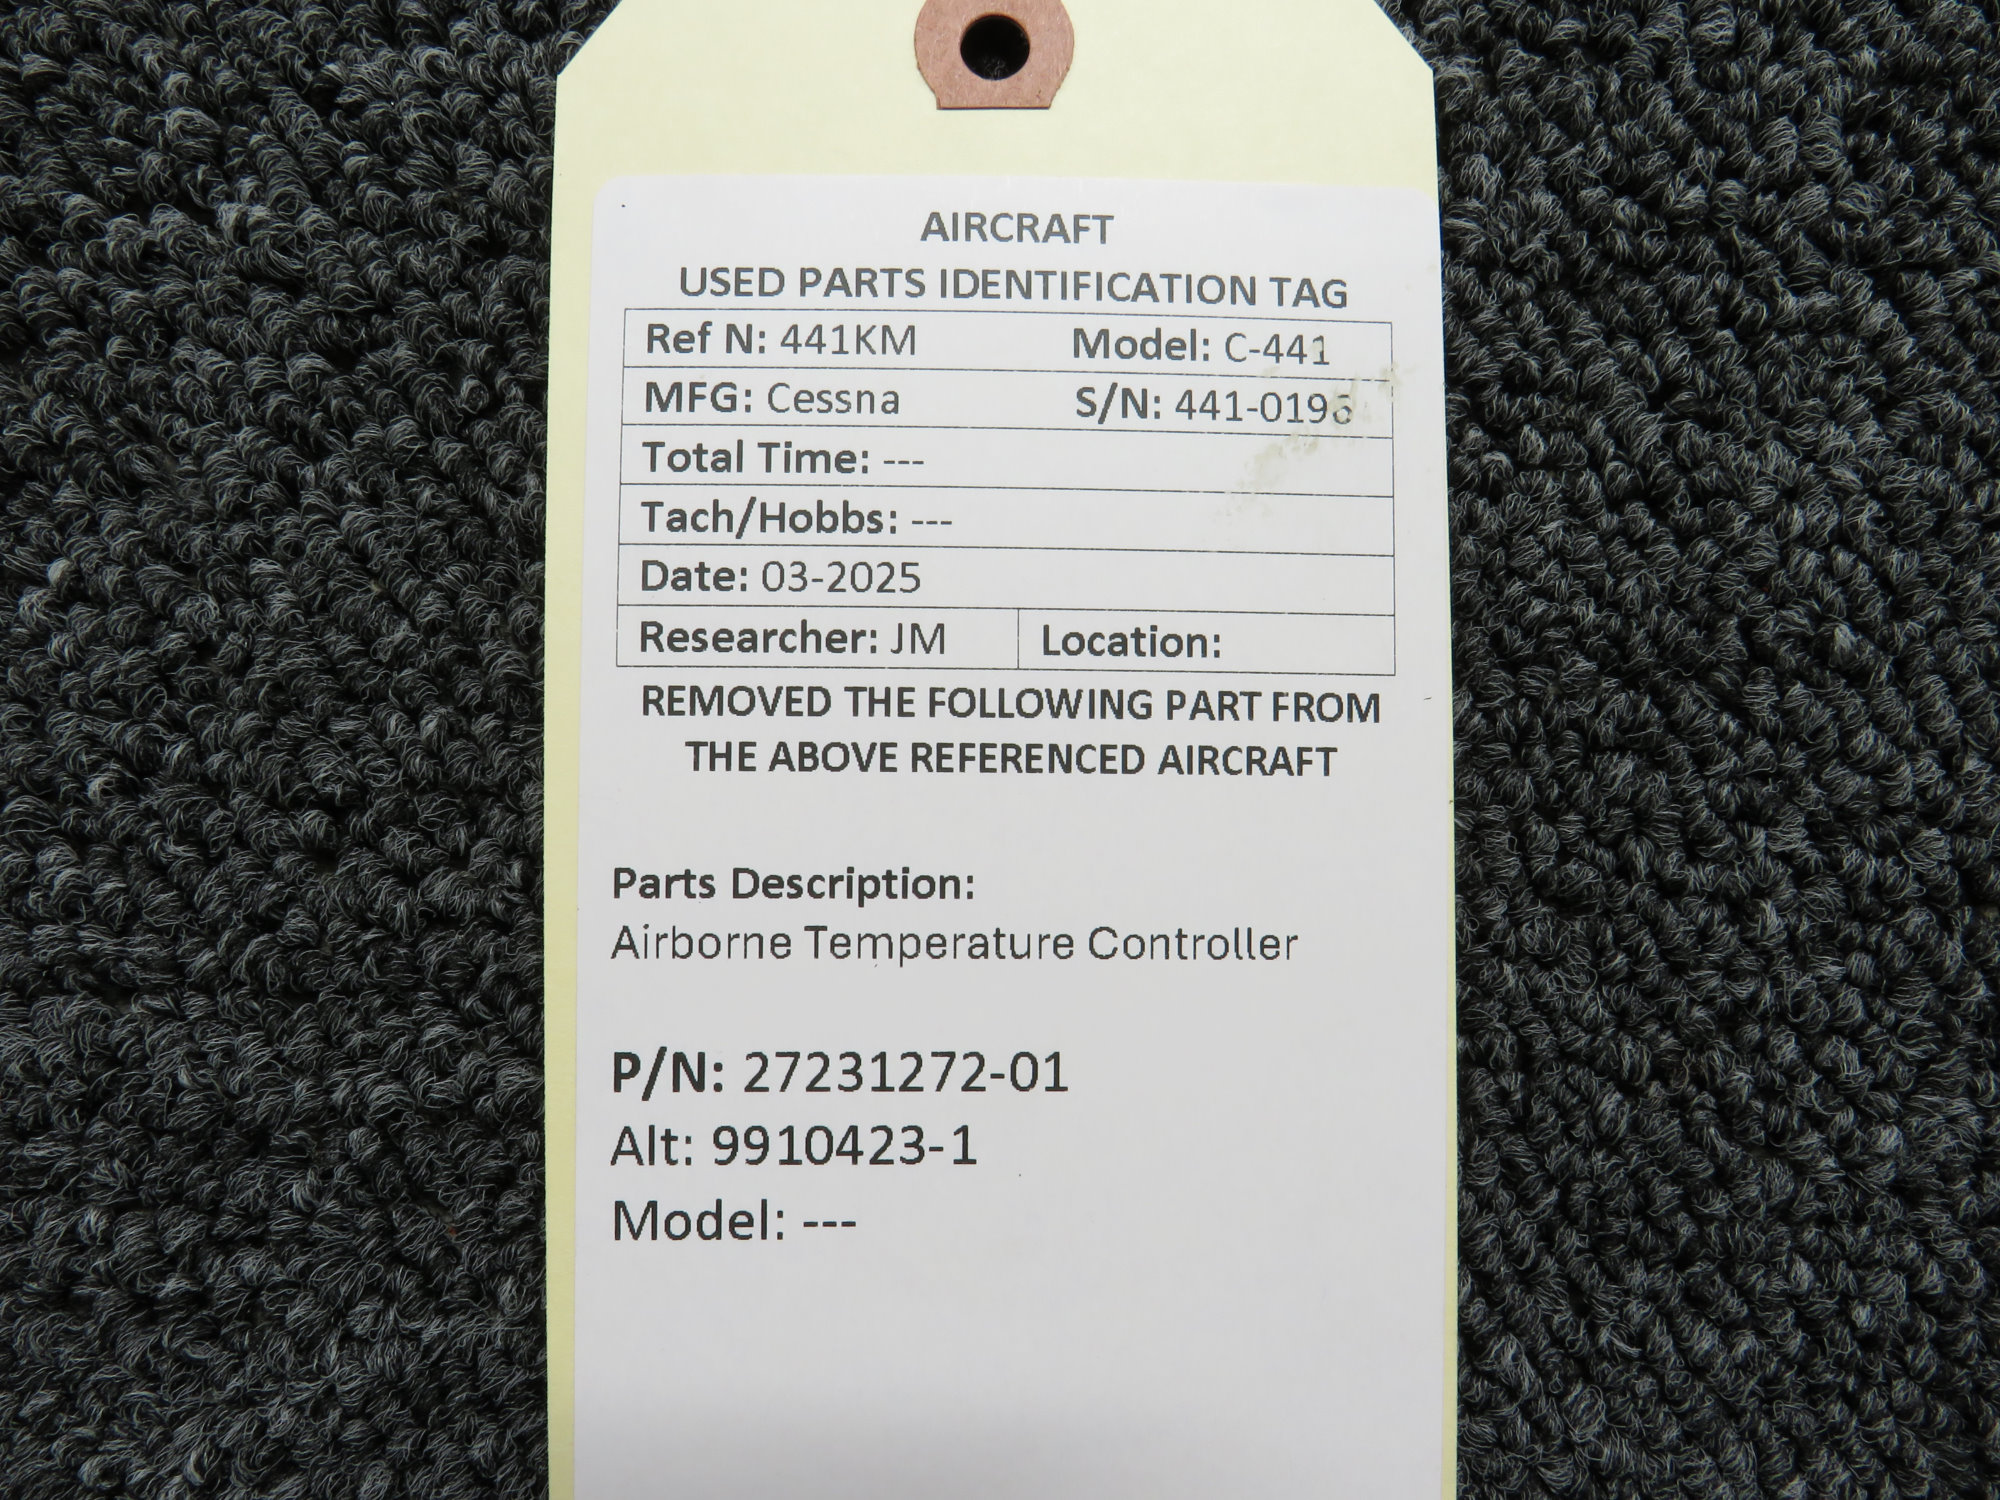 AIRCRAFT
USED PARTS IDENTIFICATION TAG
Ref N: 441KM Model: C-441
MFG: Cessna S/N:
Total Time: ---
Tach/Hobbs: ---
Date: 03-2025
Researcher: JM Location:
REMOVED THE FOLLOWING PART FROM
THE ABOVE REFERENCED AIRCRAFT
Parts Description:
Airborne Temperature Controller
P/N: 27231272-01
Alt: 9910423-1
Model: ---